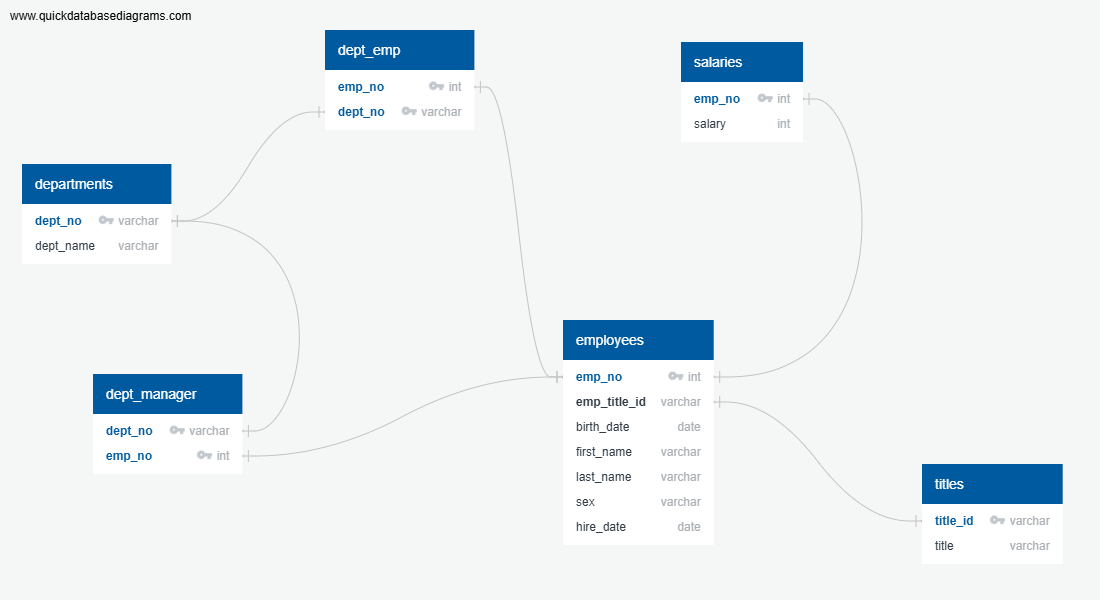 www.quickdatabasediagrams.com
dept_emp
emp_no int
dept_no varchar
salaries
emp_no int
salary int
departments
dept_no varchar
dept_name varchar
employees
emp_no int
emp_title_id varchar
birth_date date
first_name varchar
last_name varchar
sex varchar
hire_date date
dept_manager
dept_no varchar
emp_no int
titles
title_id varchar
title varchar